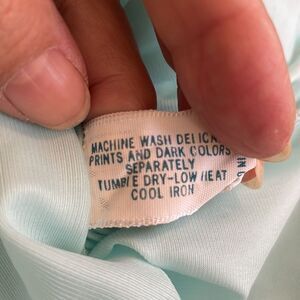 MACHINE WASH DELICA
PRINTS AND DARK COLORS
SEPARATELY
TUMBLE DRY-LOW HEAT
COOL IRON